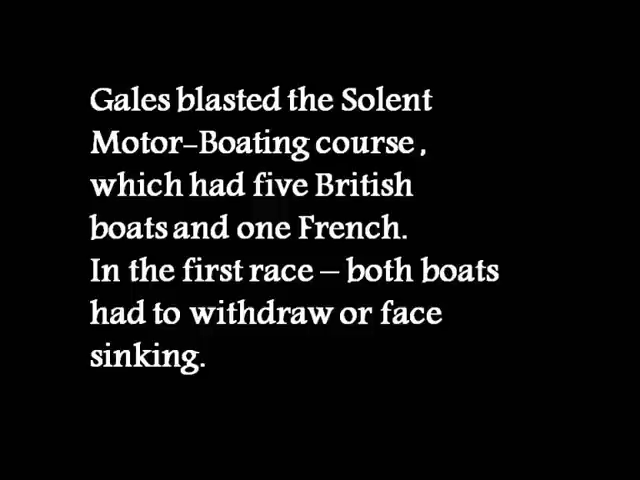 Gales blasted the Solent
Motor-Boating course ,
which had five British
boats and one French.
In the first race – both boats
had to withdraw or face
sinking.